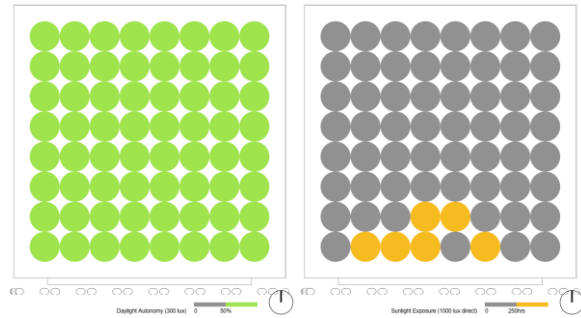 Daylight Autonomy (300 lux)
0
50%
Sunlight Exposure (1000 lux direct)
0
250hrs